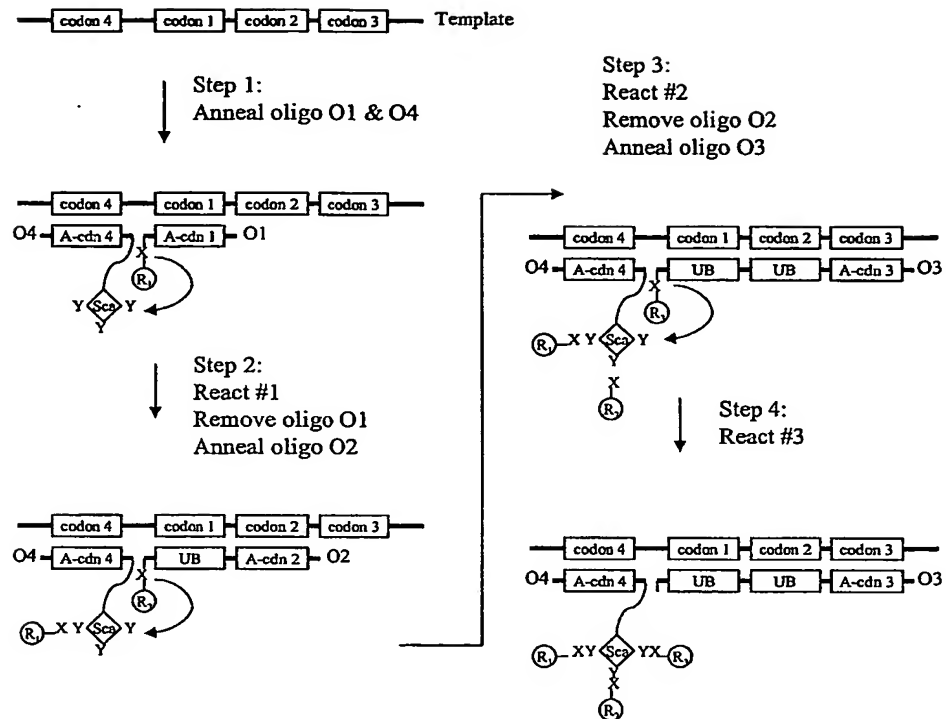 codon 4 codon 1 codon 2 codon 3 Template
Step 1:
Anneal oligo O1 & O4
codon 4 codon 1 codon 2 codon 3
O4 A-cdn 4 A-cdn 1 O1
X
R₁
Y Sca Y
Y
Step 2:
React #1
Remove oligo O1
Anneal oligo O2
codon 4 codon 1 codon 2 codon 3
O4 A-cdn 4 UB A-cdn 2 O2
X
R₂
R₁ X Y Sca Y
Y
Step 3:
React #2
Remove oligo O2
Anneal oligo O3
codon 4 codon 1 codon 2 codon 3
O4 A-cdn 4 UB UB A-cdn 3 O3
X
R₃
R₁ X Y Sca Y
Y
X
R₂
Step 4:
React #3
codon 4 codon 1 codon 2 codon 3
O4 A-cdn 4 UB UB A-cdn 3 O3
R₁ XY Sca YX R₃
Y
X
R₂